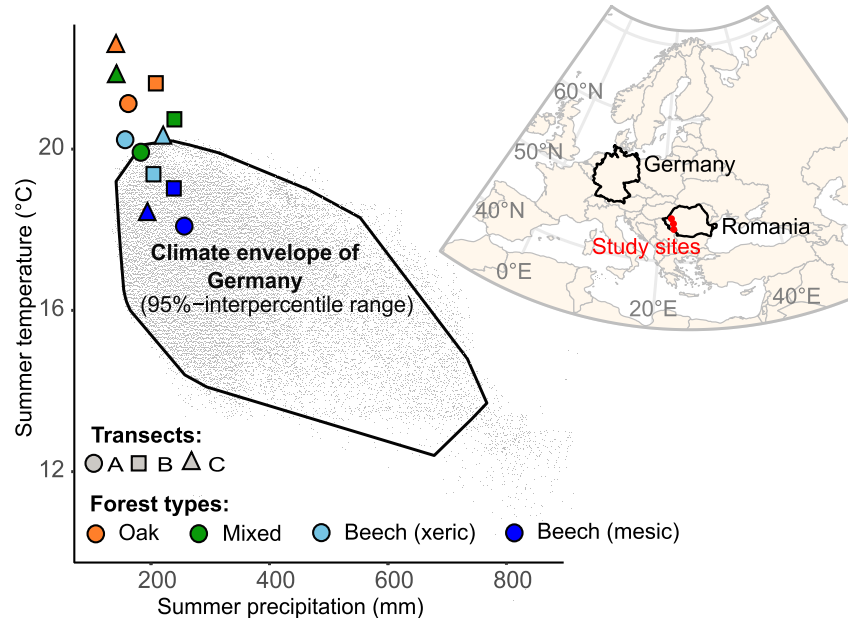 60°N
50°N
40°N
0°E
20°E
40°E
Germany
Romania
Study sites
Summer temperature (°C)
20
16
12
Climate envelope of
Germany
(95%−interpercentile range)
Transects:
A B C
Forest types:
Oak Mixed Beech (xeric) Beech (mesic)
200 400 600 800
Summer precipitation (mm)